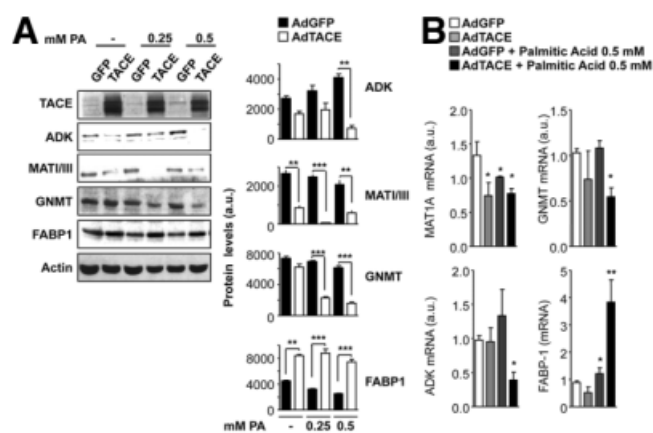 A
mM PA - 0.25 0.5
GFP TACE GFP TACE GFP TACE
TACE
ADK
MATI/III
GNMT
FABP1
Actin
AdGFP
AdTACE
Protein levels (a.u.)
4000
2000
0
**
ADK
2000
0
** *** **
MATI/III
8000
4000
0
*** ***
GNMT
8000
4000
0
** *** ***
FABP1
mM PA - 0.25 0.5
B
AdGFP
AdTACE
AdGFP + Palmitic Acid 0.5 mM
AdTACE + Palmitic Acid 0.5 mM
MAT1A mRNA (a.u.)
2.0
1.5
1.0
0.5
0.0
* * *
GNMT mRNA (a.u.)
2.0
1.5
1.0
0.5
0.0
*
ADK mRNA (a.u.)
2.0
1.5
1.0
0.5
0.0
*
FABP-1 (mRNA)
5
4
3
2
1
0
* **